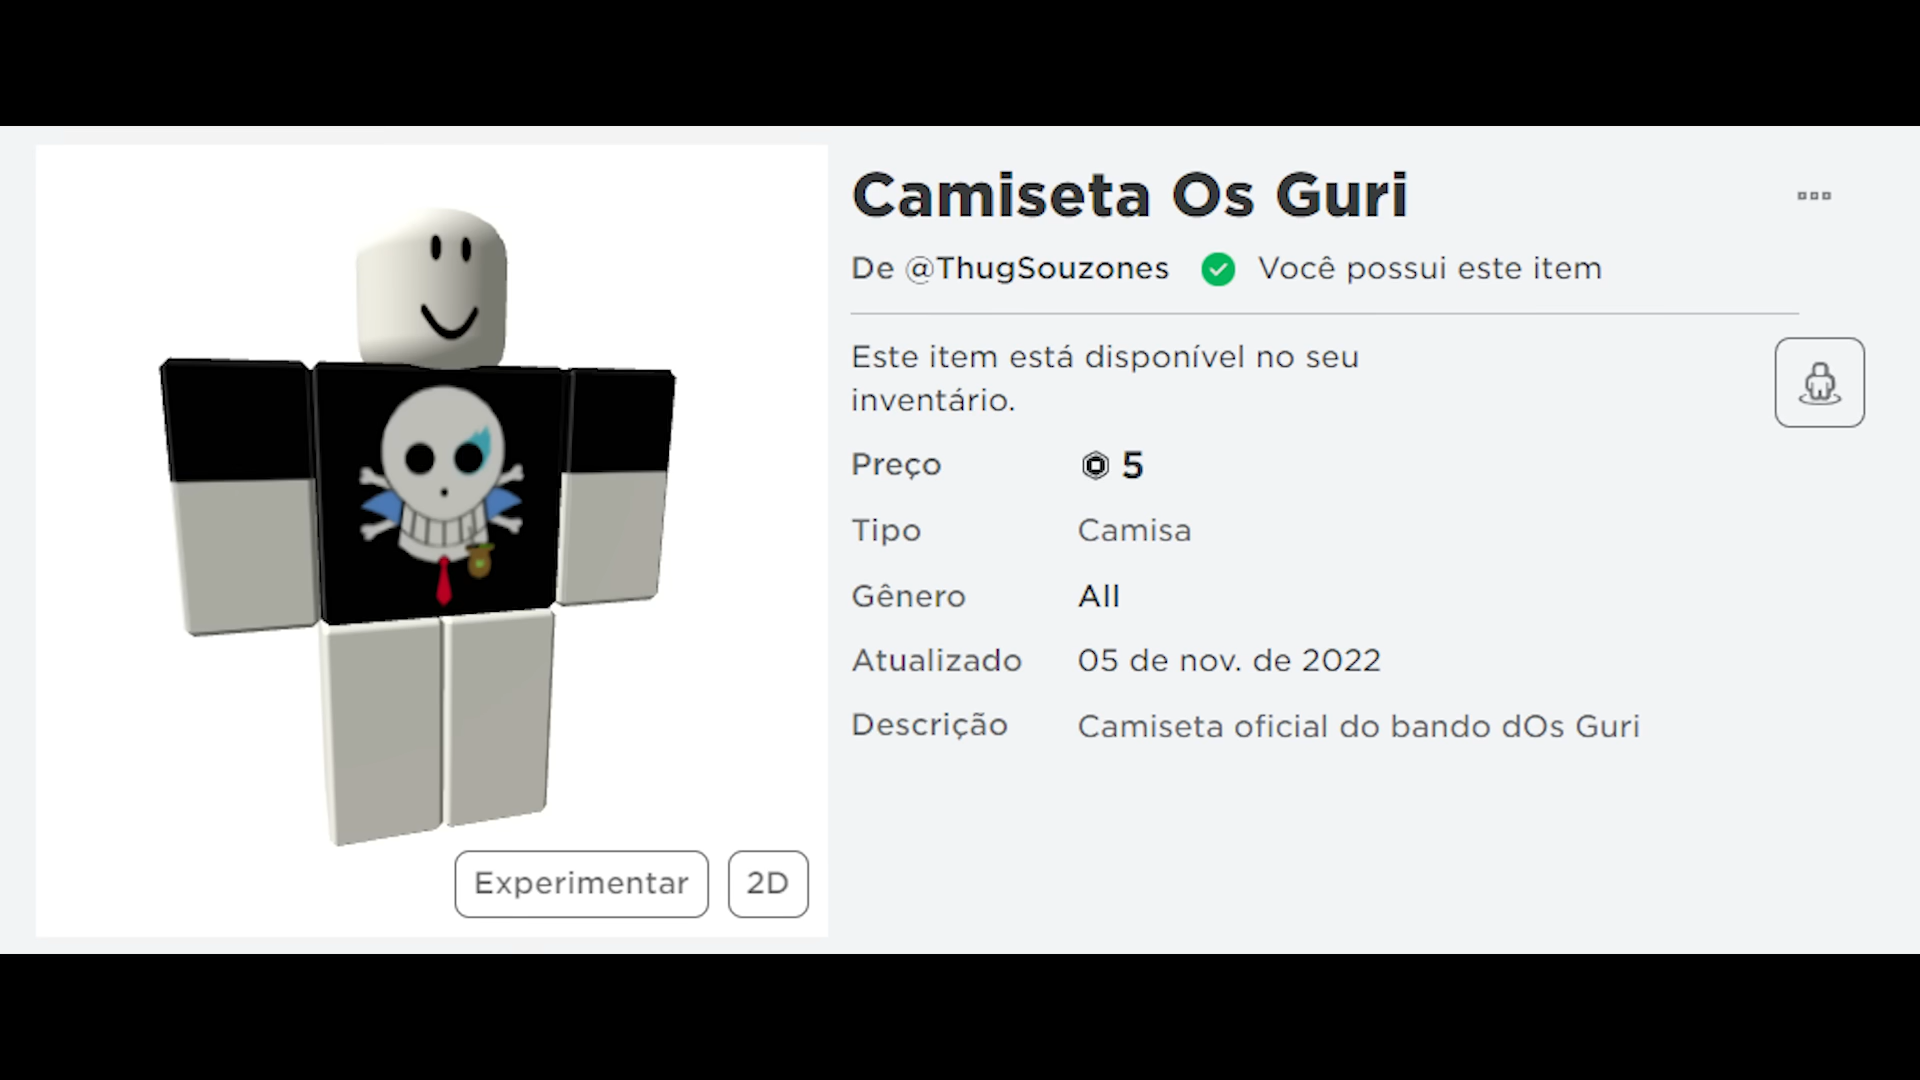 Camiseta Os Guri
De @ThugSouzones Você possui este item
Este item está disponível no seu
inventário.
Preço 5
Tipo Camisa
Gênero All
Atualizado 05 de nov. de 2022
Descrição Camiseta oficial do bando dOs Guri
Experimentar 2D